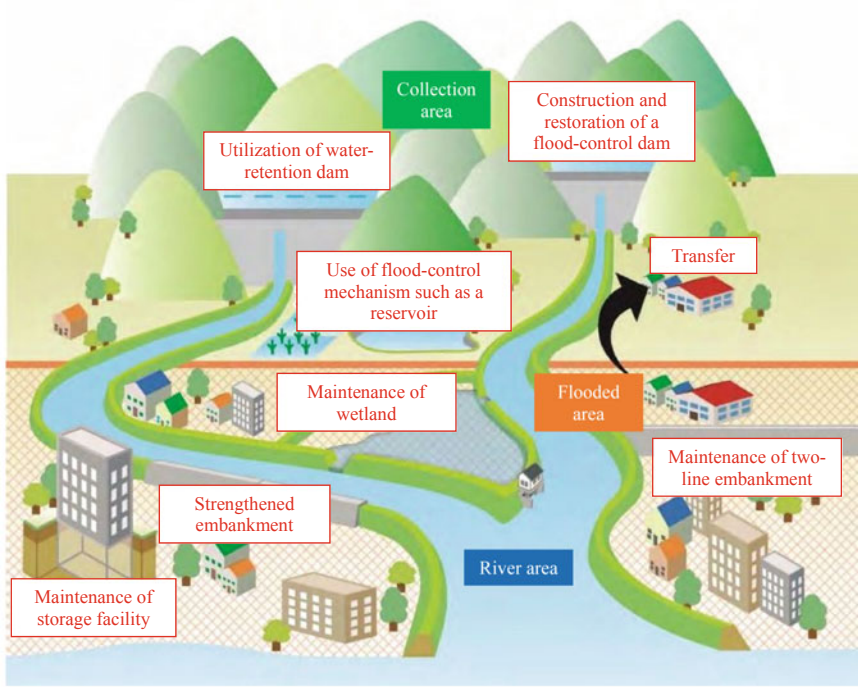 Collection
area
Construction and
restoration of a
flood-control dam
Utilization of water-
retention dam
Transfer
Use of flood-control
mechanism such as a
reservoir
Maintenance of
wetland
Flooded
area
Maintenance of two-
line embankment
Strengthened
embankment
River area
Maintenance of
storage facility